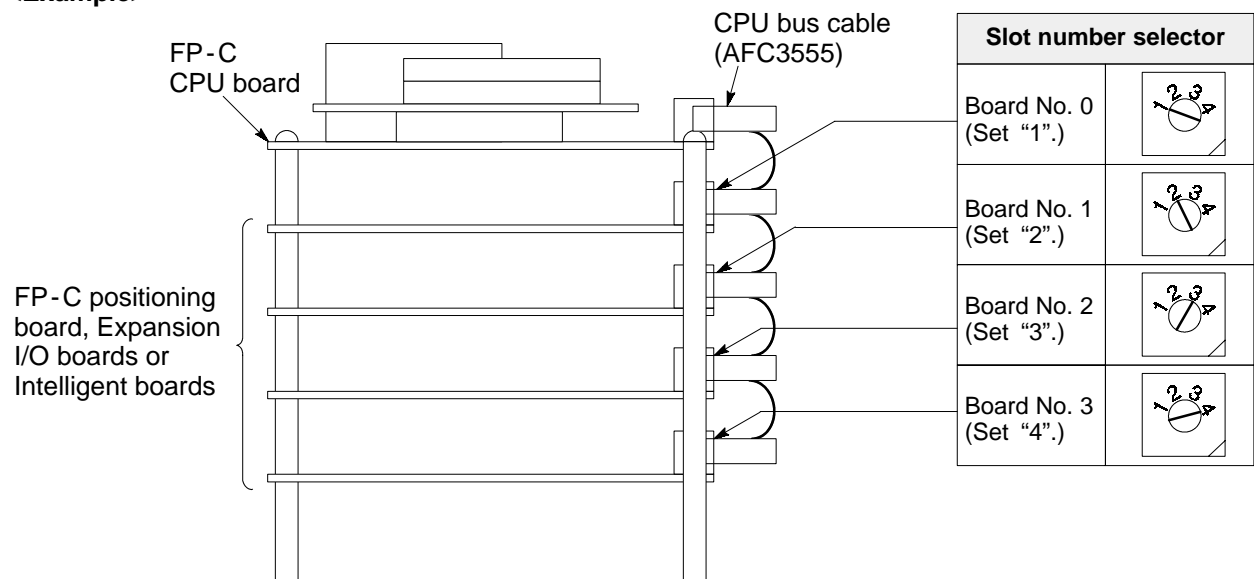 Example
FP-C
CPU board
CPU bus cable
(AFC3555)
FP-C positioning
board, Expansion
I/O boards or
Intelligent boards
Slot number selector
Board No. 0
(Set “1”.)
1 2 3 4
Board No. 1
(Set “2”.)
1 2 3 4
Board No. 2
(Set “3”.)
1 2 3 4
Board No. 3
(Set “4”.)
1 2 3 4